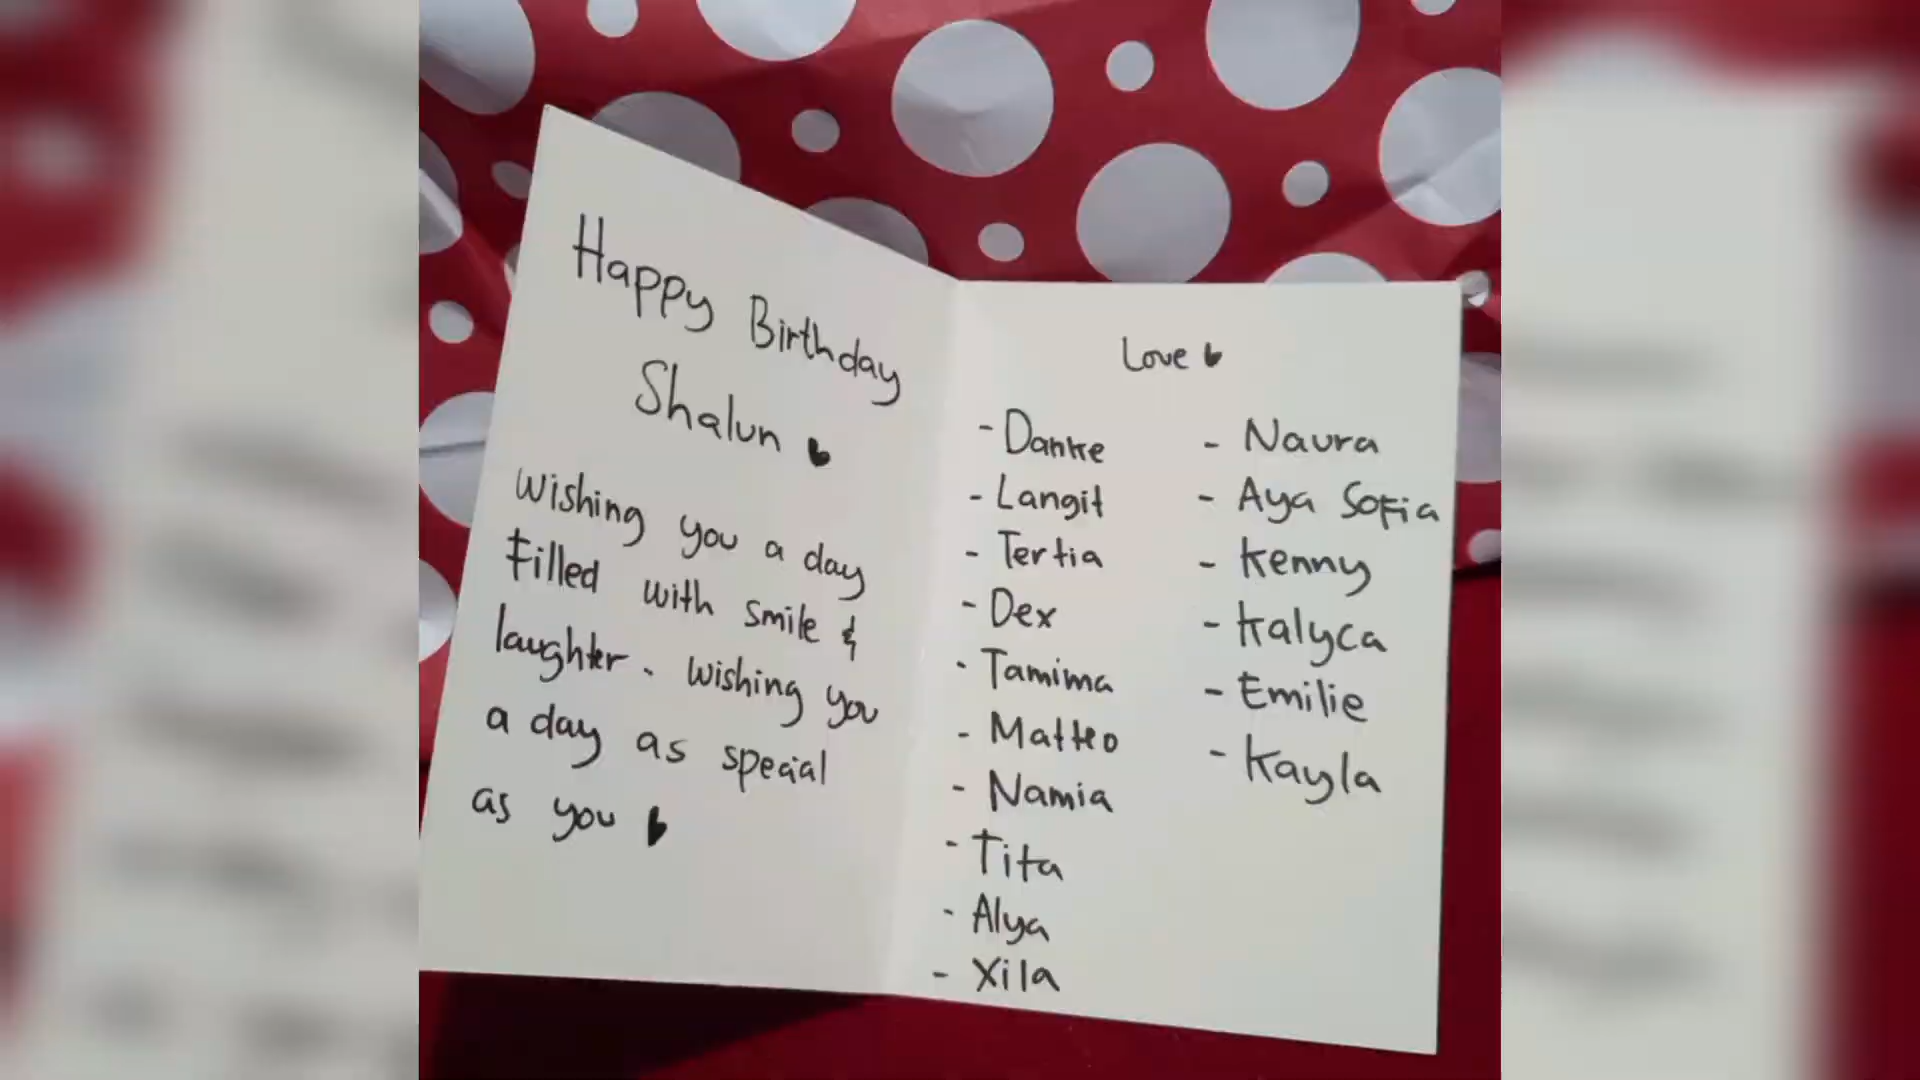 Happy Birthday
Shalun
Wishing you a day
Filled with smile &
laughter. Wishing you
a day as special
as you
Love
- Danke
- Langit
- Tertia
- Dex
- Tamima
- Matteo
- Namia
- Tita
- Alya
- Xila
- Naura
- Aya Sofia
- Kenny
- Kalyca
- Emilie
- Kayla